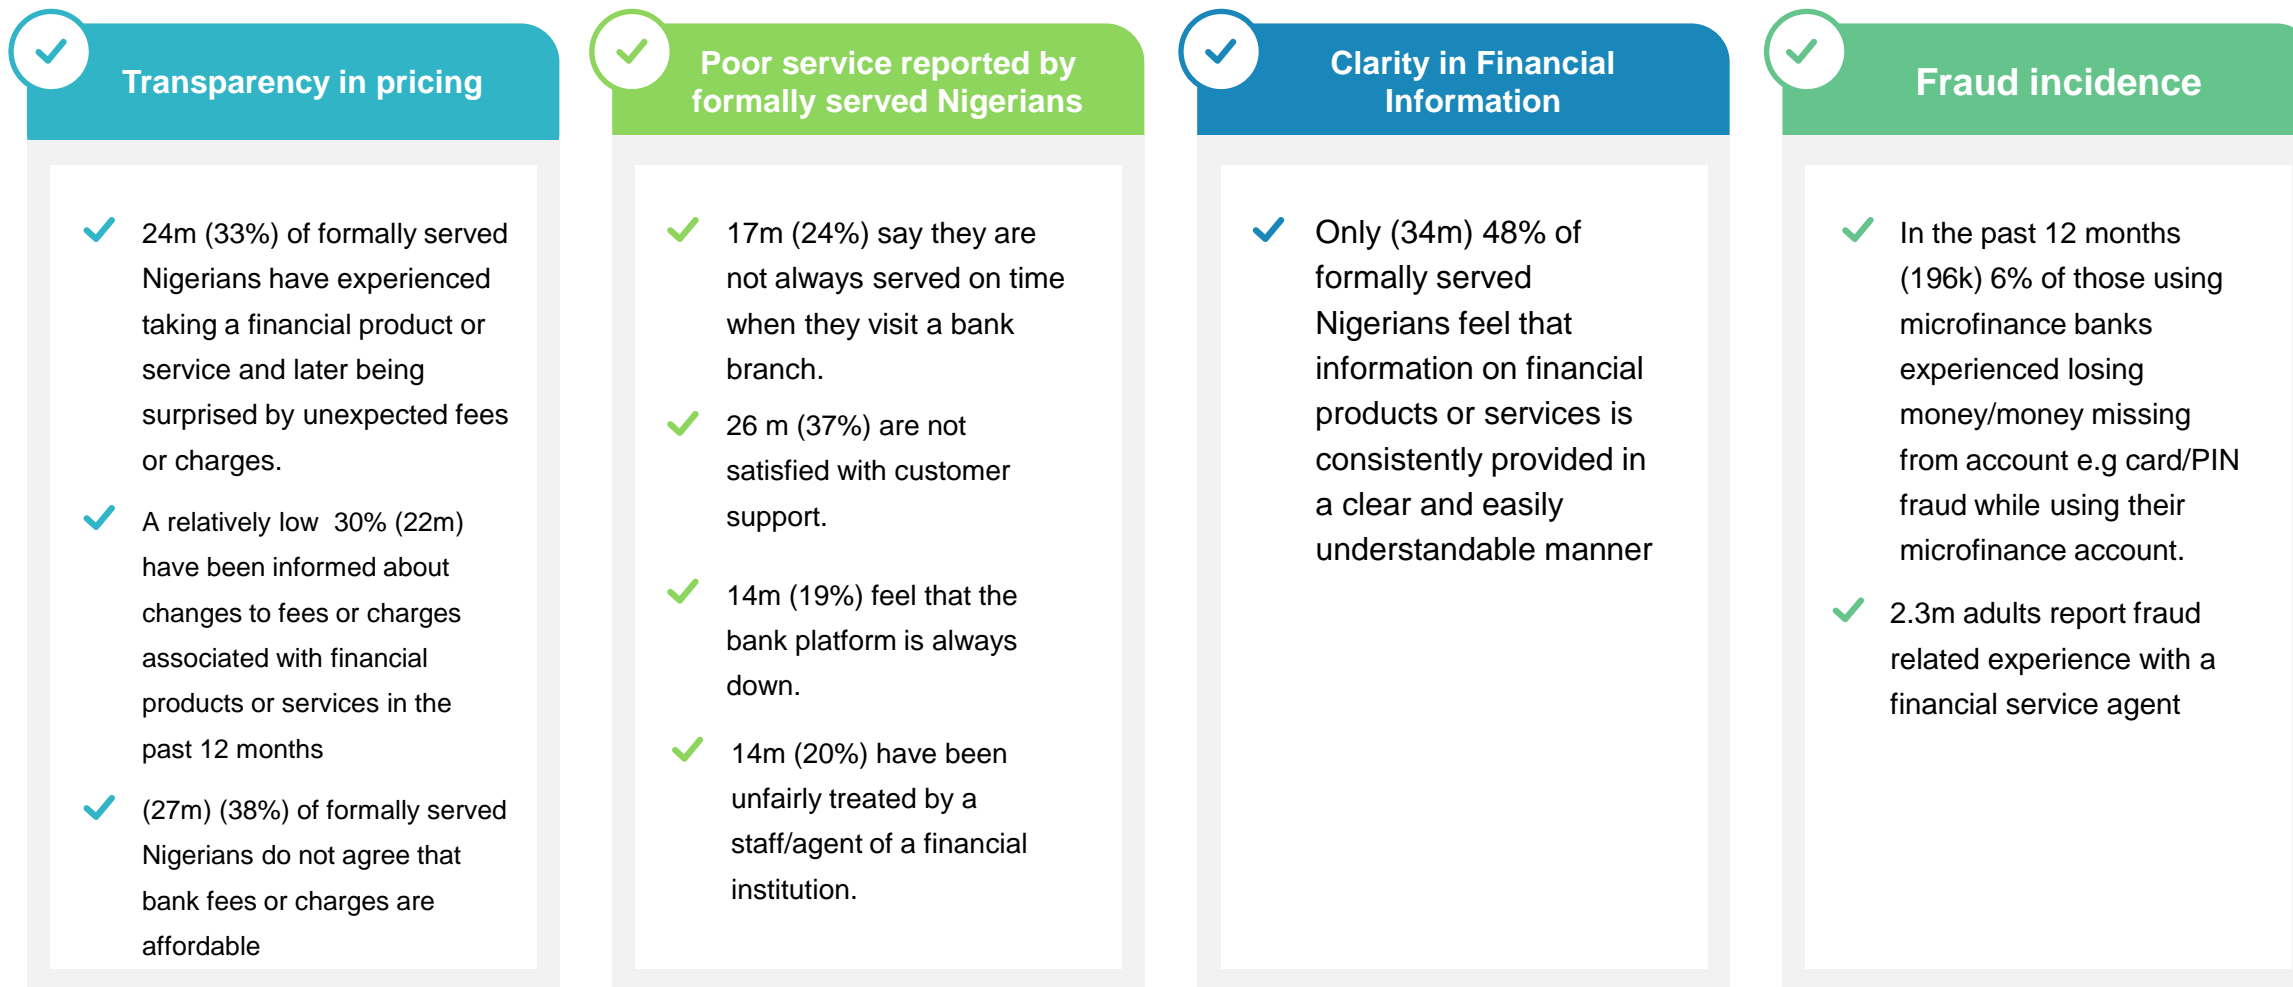 Transparency in pricing
24m (33%) of formally served
Nigerians have experienced
taking a financial product or
service and later being
surprised by unexpected fees
or charges.
A relatively low  30% (22m)
have been informed about
changes to fees or charges
associated with financial
products or services in the
past 12 months
(27m) (38%) of formally served
Nigerians do not agree that
bank fees or charges are
affordable
Poor service reported by
formally served Nigerians
17m (24%) say they are
not always served on time
when they visit a bank
branch.
26 m (37%) are not
satisfied with customer
support.
14m (19%) feel that the
bank platform is always
down.
14m (20%) have been
unfairly treated by a
staff/agent of a financial
institution.
Clarity in Financial
Information
Only (34m) 48% of
formally served
Nigerians feel that
information on financial
products or services is
consistently provided in
a clear and easily
understandable manner
Fraud incidence
In the past 12 months
(196k) 6% of those using
microfinance banks
experienced losing
money/money missing
from account e.g card/PIN
fraud while using their
microfinance account.
2.3m adults report fraud
related experience with a
financial service agent